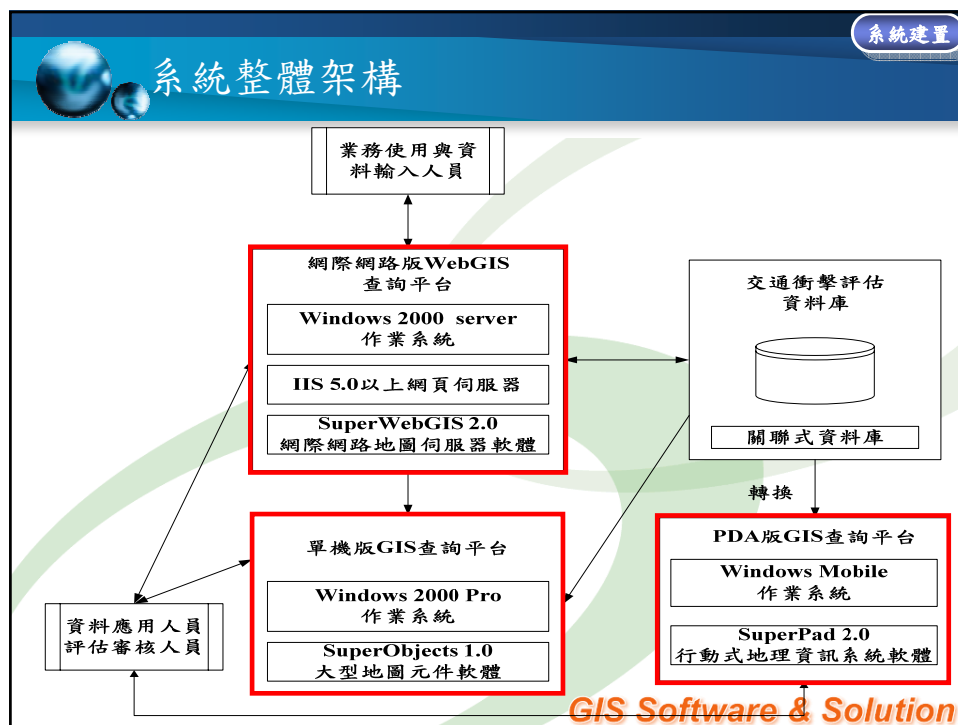 系統建置
系統整體架構
業務使用與資
料輸入人員
網際網路版WebGIS
查詢平台
Windows 2000 server
作業系統
IIS 5.0以上網頁伺服器
SuperWebGIS 2.0
網際網路地圖伺服器軟體
交通衝擊評估
資料庫
關聯式資料庫
轉換
單機版GIS查詢平台
Windows 2000 Pro
作業系統
SuperObjects 1.0
大型地圖元件軟體
PDA版GIS查詢平台
Windows Mobile
作業系統
SuperPad 2.0
行動式地理資訊系統軟體
資料應用人員
評估審核人員
GIS Software & Solution